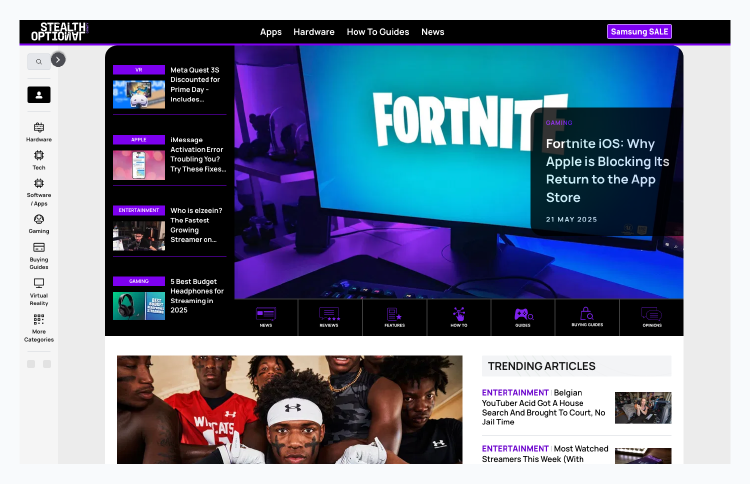 STEALTH
OPTIONAL
Apps
Hardware
How To Guides
News
Samsung SALE
Hardware
Tech
Software
/ Apps
Gaming
Buying
Guides
Virtual
Reality
More
Categories
VR
Meta Quest 3S
Discounted for
Prime Day –
Includes...
APPLE
iMessage
Activation Error
Troubling You?
Try These Fixes...
ENTERTAINMENT
Who is elzein?
The Fastest
Growing
Streamer on...
GAMING
5 Best Budget
Headphones for
Streaming in
2025
FORTNITE
GAMING
Fortnite iOS: Why
Apple is Blocking Its
Return to the App
Store
21 MAY 2025
NEWS
REVIEWS
FEATURES
HOW TO
GUIDES
BUYING GUIDES
OPINIONS
TRENDING ARTICLES
ENTERTAINMENT | Belgian
YouTuber Acid Got A House
Search And Brought To Court, No
Jail Time
ENTERTAINMENT | Most Watched
Streamers This Week (With